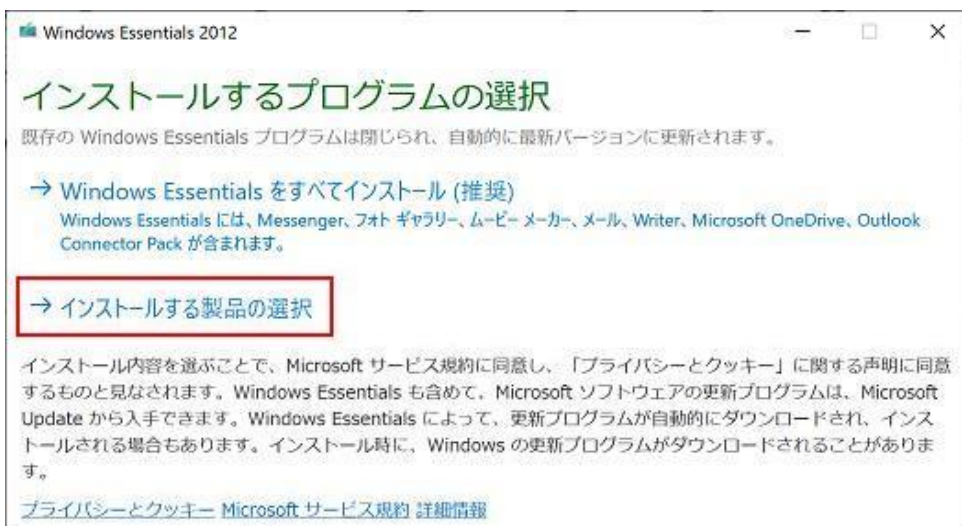 Windows Essentials 2012
インストールするプログラムの選択
既存の Windows Essentials プログラムは閉じられ、自動的に最新バージョンに更新されます。
→ Windows Essentials をすべてインストール (推奨)
Windows Essentials には、Messenger、フォト ギャラリー、ムービー メーカー、メール、Writer、Microsoft OneDrive、Outlook
Connector Pack が含まれます。
→ インストールする製品の選択
インストール内容を選ぶことで、Microsoft サービス規約に同意し、「プライバシーとクッキー」に関する声明に同意
するものと見なされます。Windows Essentials も含めて、Microsoft ソフトウェアの更新プログラムは、Microsoft
Update から入手できます。Windows Essentials によって、更新プログラムが自動的にダウンロードされ、インス
トールされる場合もあります。インストール時に、Windows の更新プログラムがダウンロードされることがありま
す。
プライバシーとクッキー Microsoft サービス規約 詳細情報